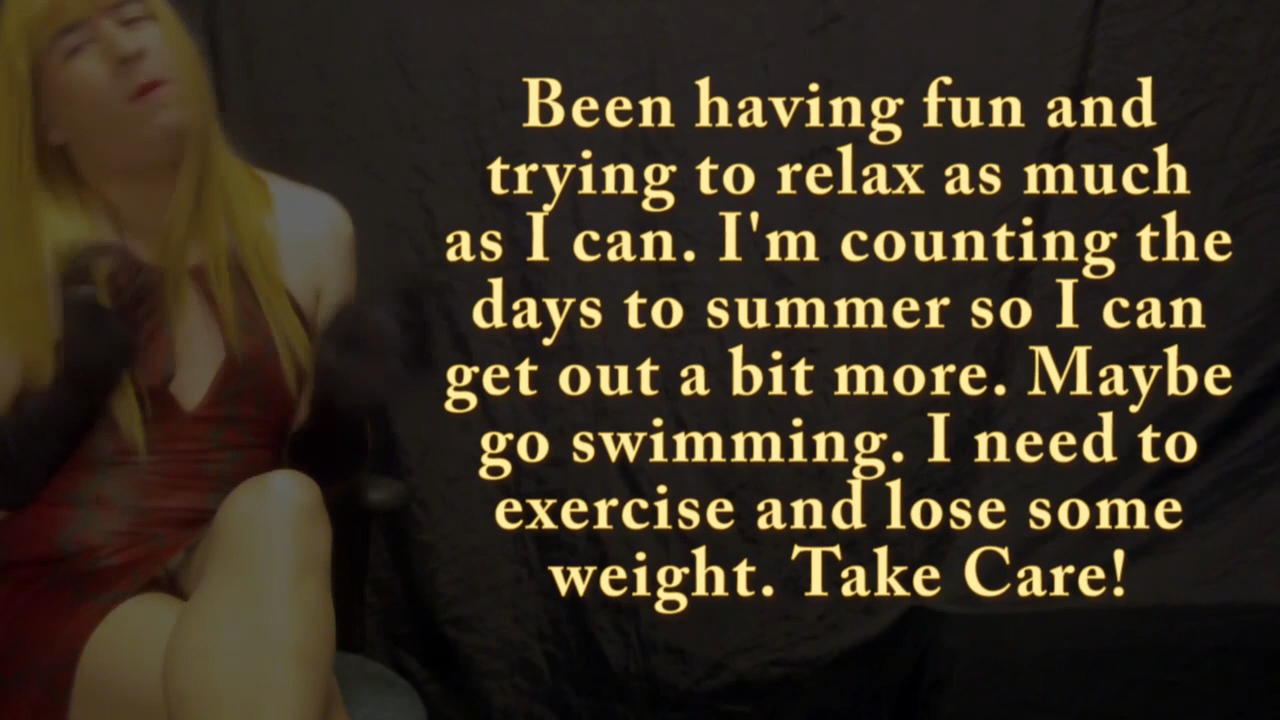 Been having fun and
trying to relax as much
as I can. I'm counting the
days to summer so I can
get out a bit more. Maybe
go swimming. I need to
exercise and lose some
weight. Take Care!